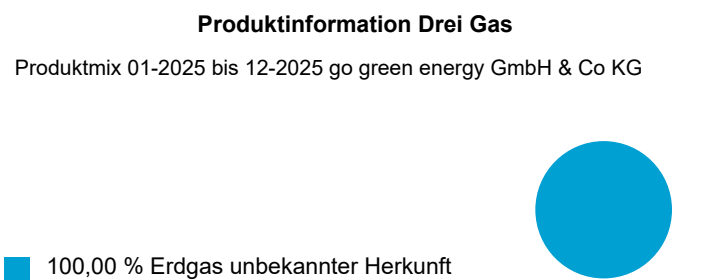 Produktinformation Drei Gas
Produktmix 01-2025 bis 12-2025 go green energy GmbH & Co KG
100,00 % Erdgas unbekannter Herkunft